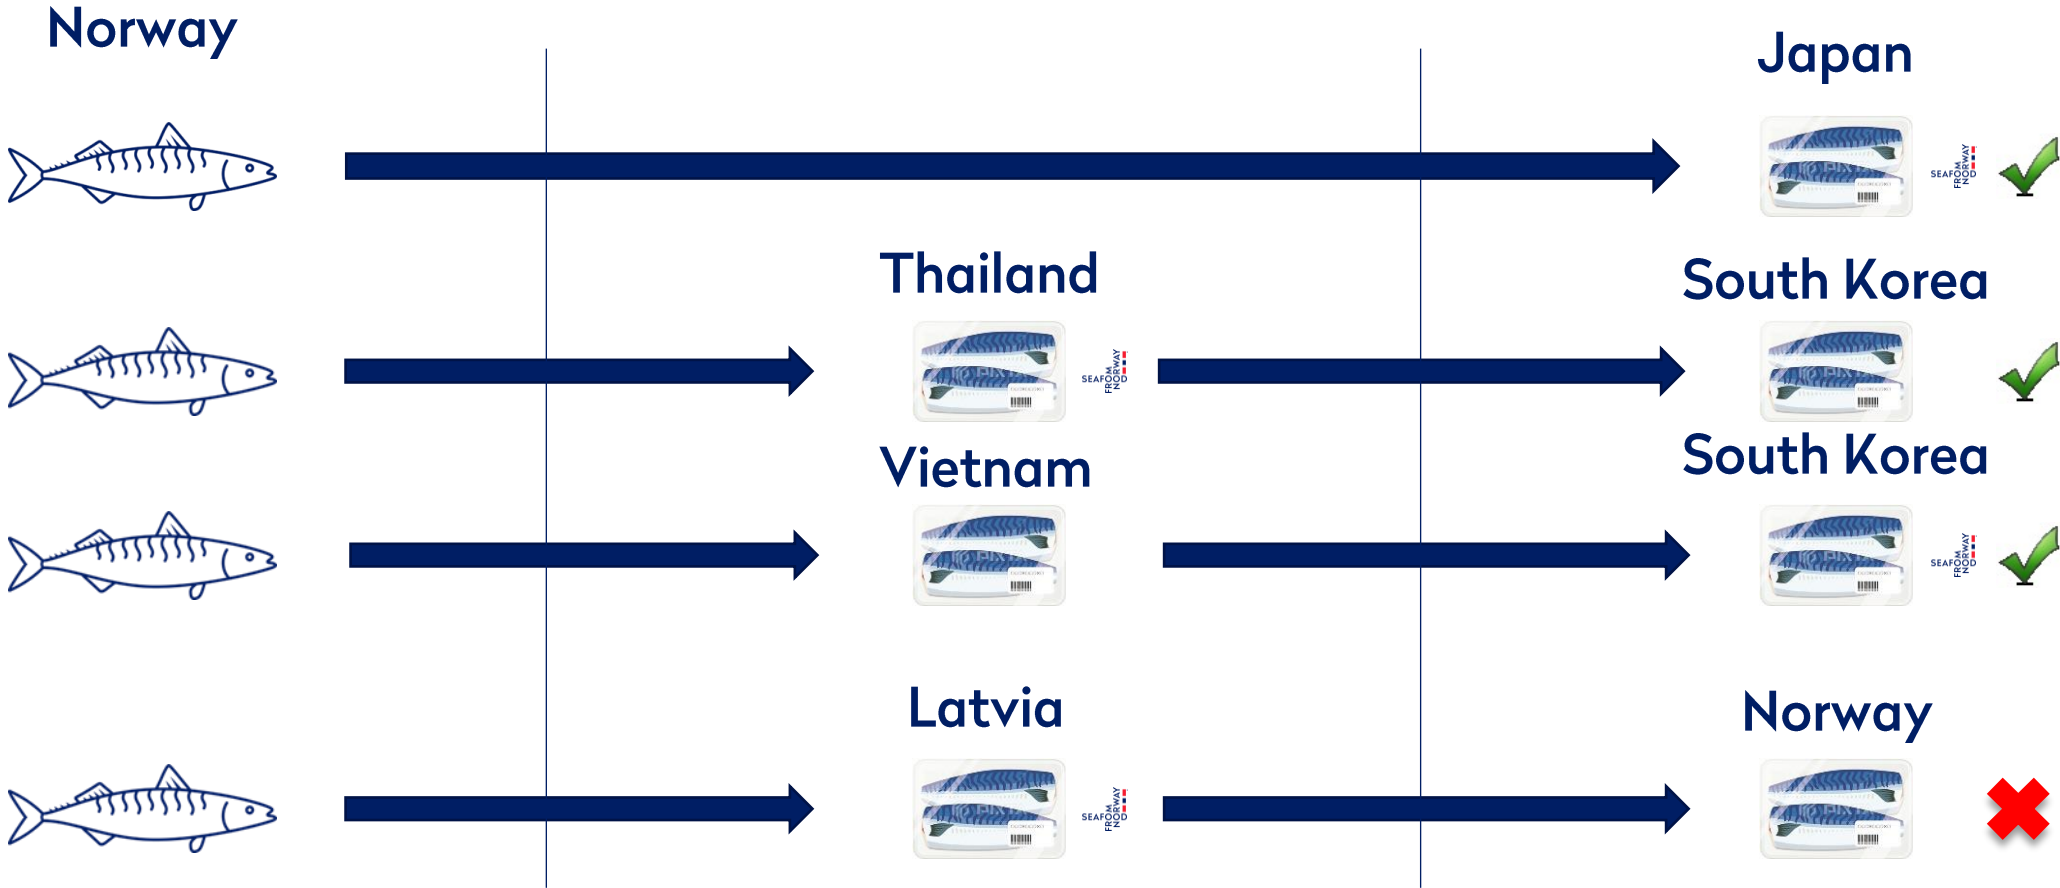 Norway
Japan
SEAFOOD
FROM
NORWAY
Thailand
South Korea
SEAFOOD
FROM
NORWAY
Vietnam
South Korea
SEAFOOD
FROM
NORWAY
Latvia
Norway
SEAFOOD
FROM
NORWAY